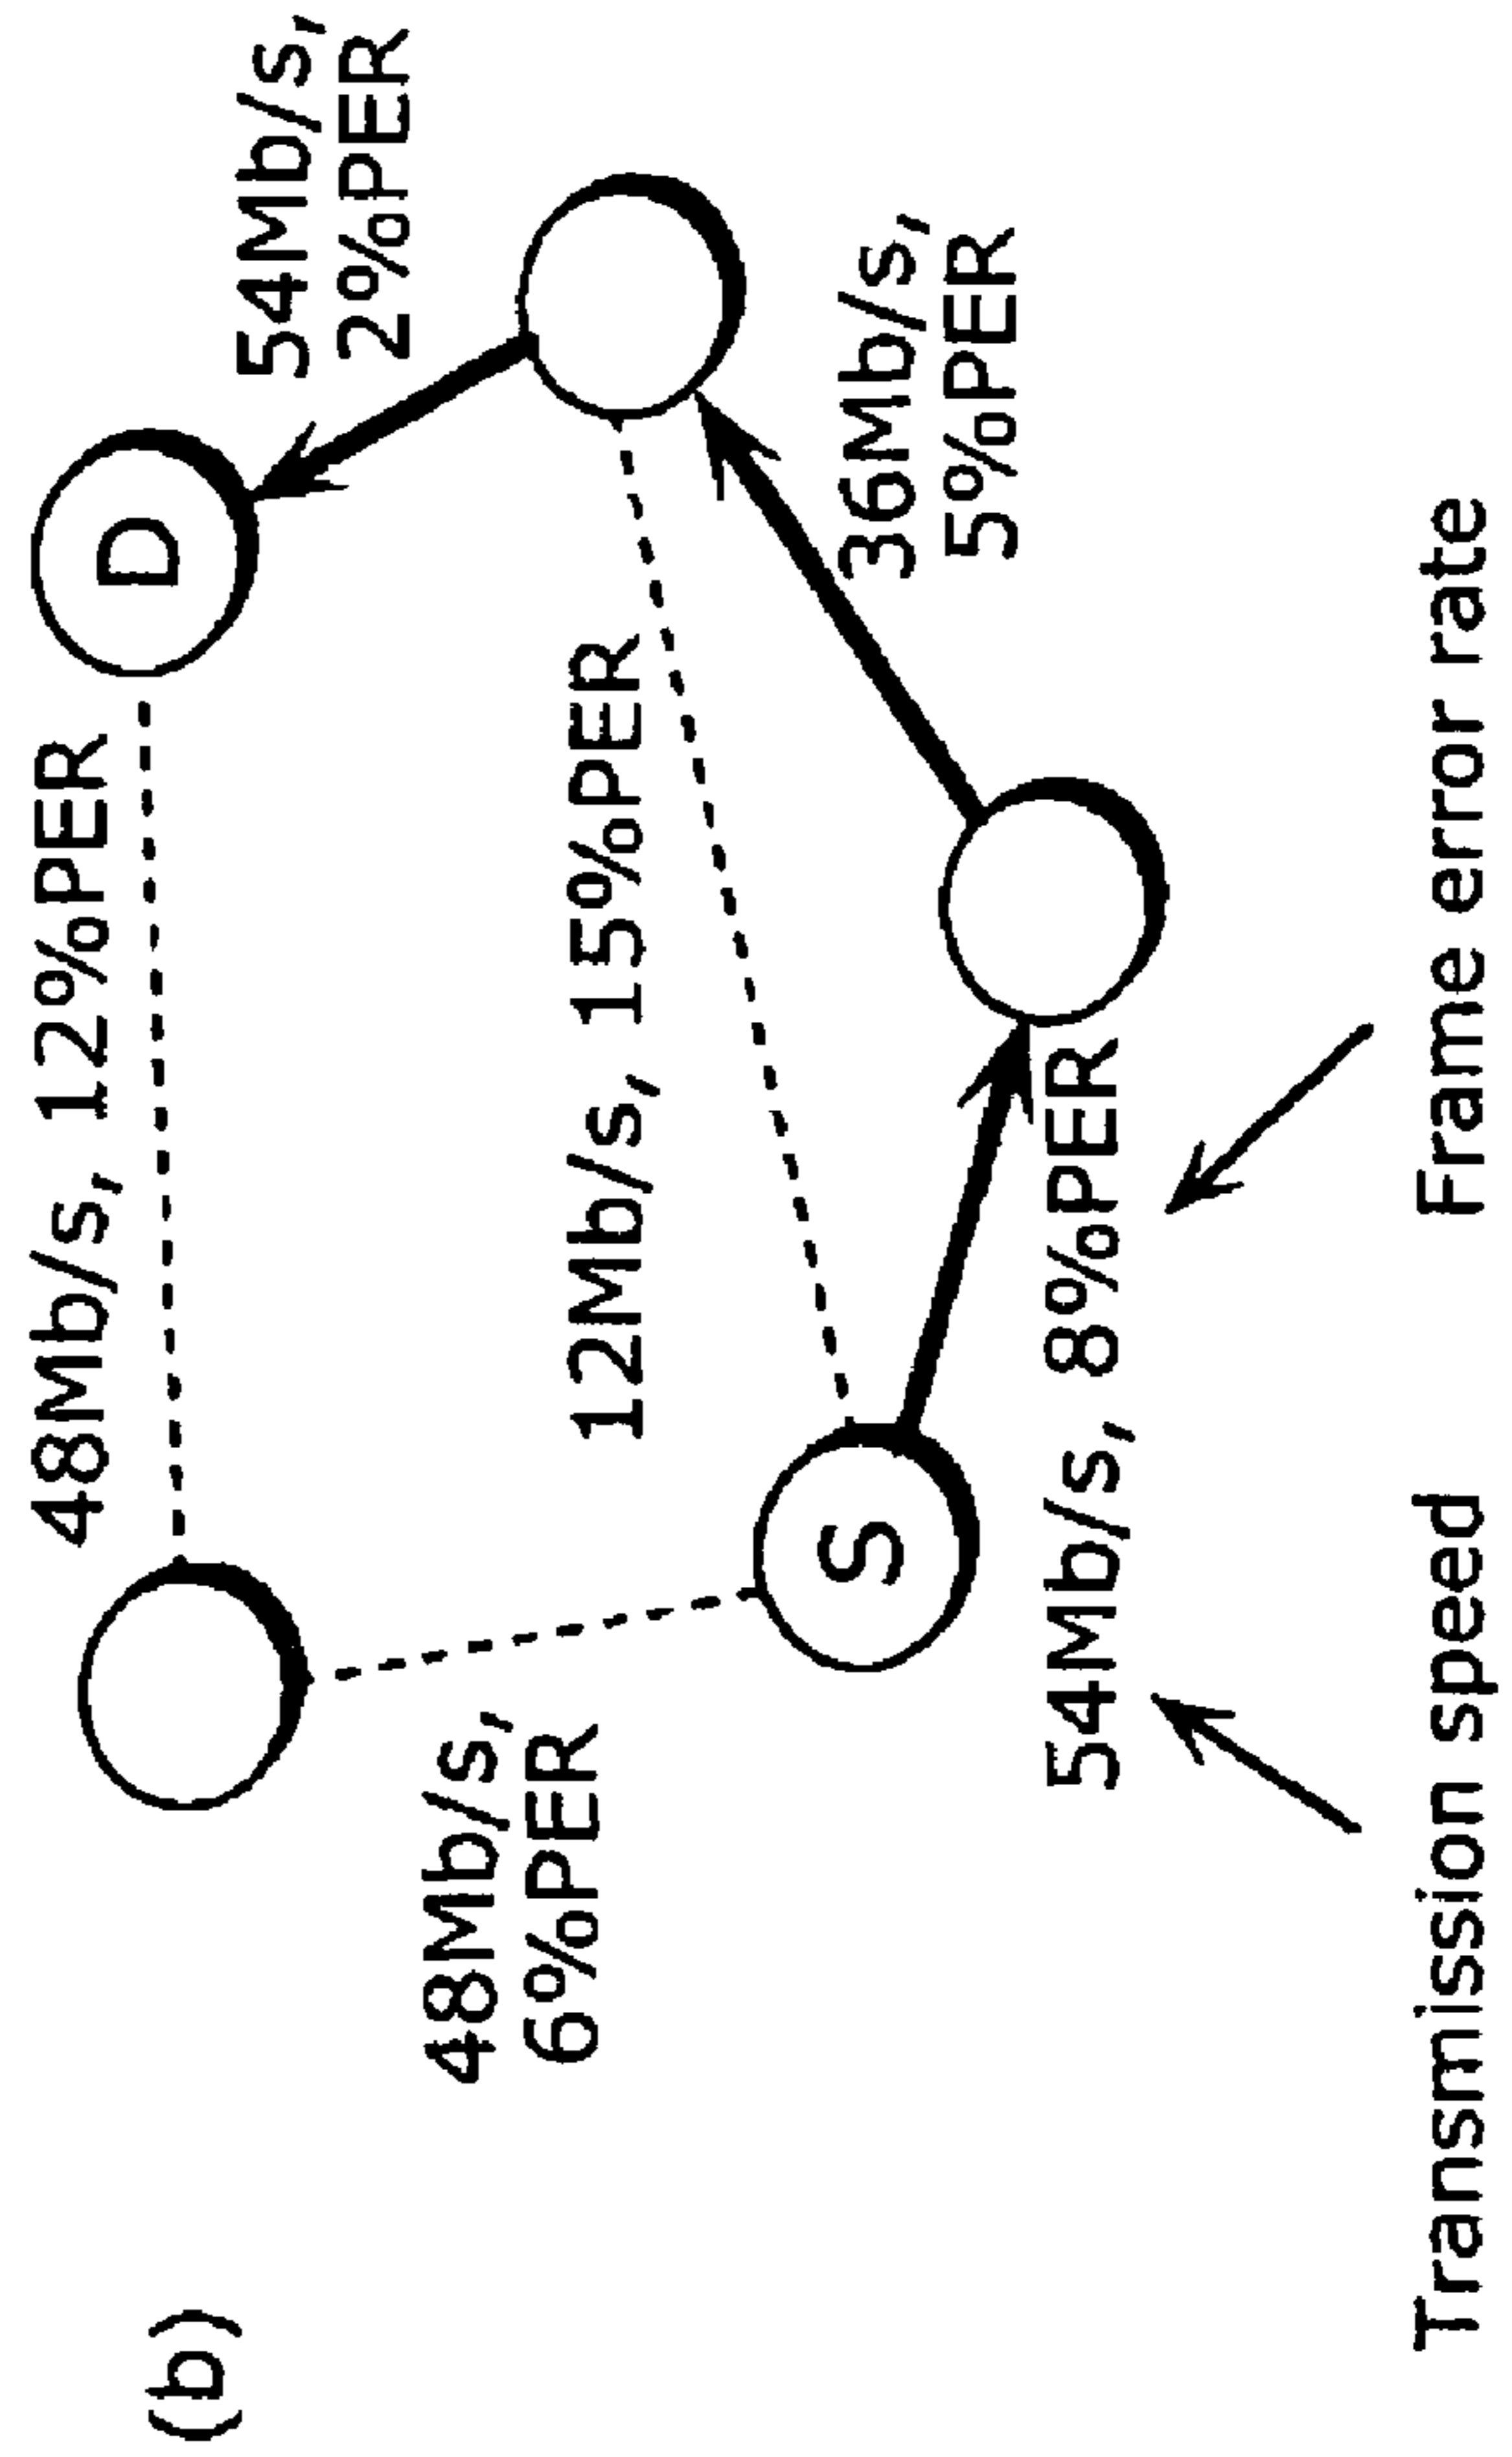 (b)
48Mb/s, 12%PER
D
54Mb/s,
2%PER
48Mb/s,
6%PER
12Mb/s, 15%PER
S
36Mb/s,
5%PER
54Mb/s, 8%PER
Transmission speed
Frame error rate